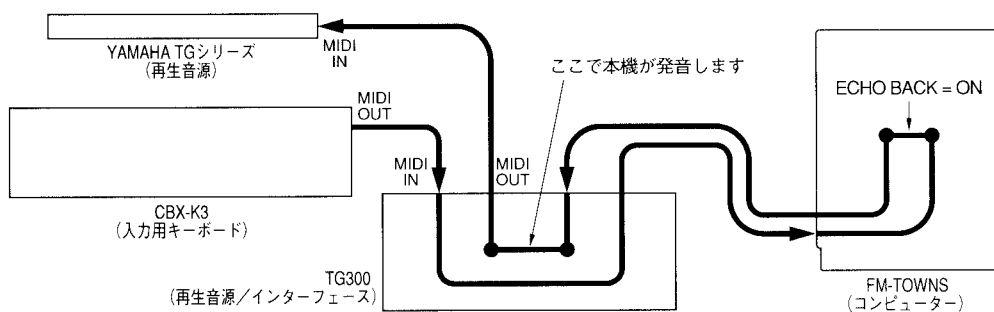 YAMAHA TGシリーズ
(再生音源)
MIDI
IN
ここで本機が発音します
ECHO BACK = ON
MIDI
OUT
MIDI
IN
MIDI
OUT
CBX-K3
(入力用キーボード)
TG300
(再生音源/インターフェース)
FM-TOWNS
(コンピューター)